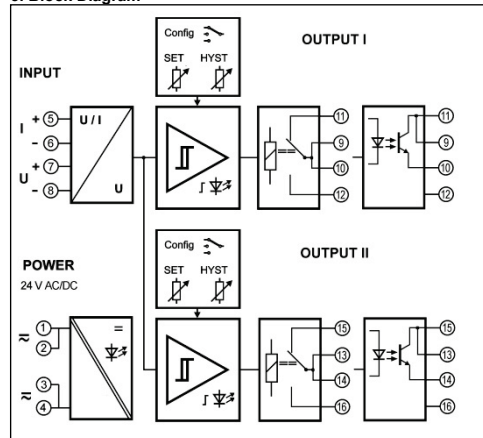 5. Block Diagram
Config
SET HYST
OUTPUT I
INPUT
I + 5
- 6
U + 7
- 8
U / I
U
11
9
10
12
11
9
10
12
Config
SET HYST
OUTPUT II
POWER
24 V AC/DC
1
2
3
4
15
13
14
16
15
13
14
16